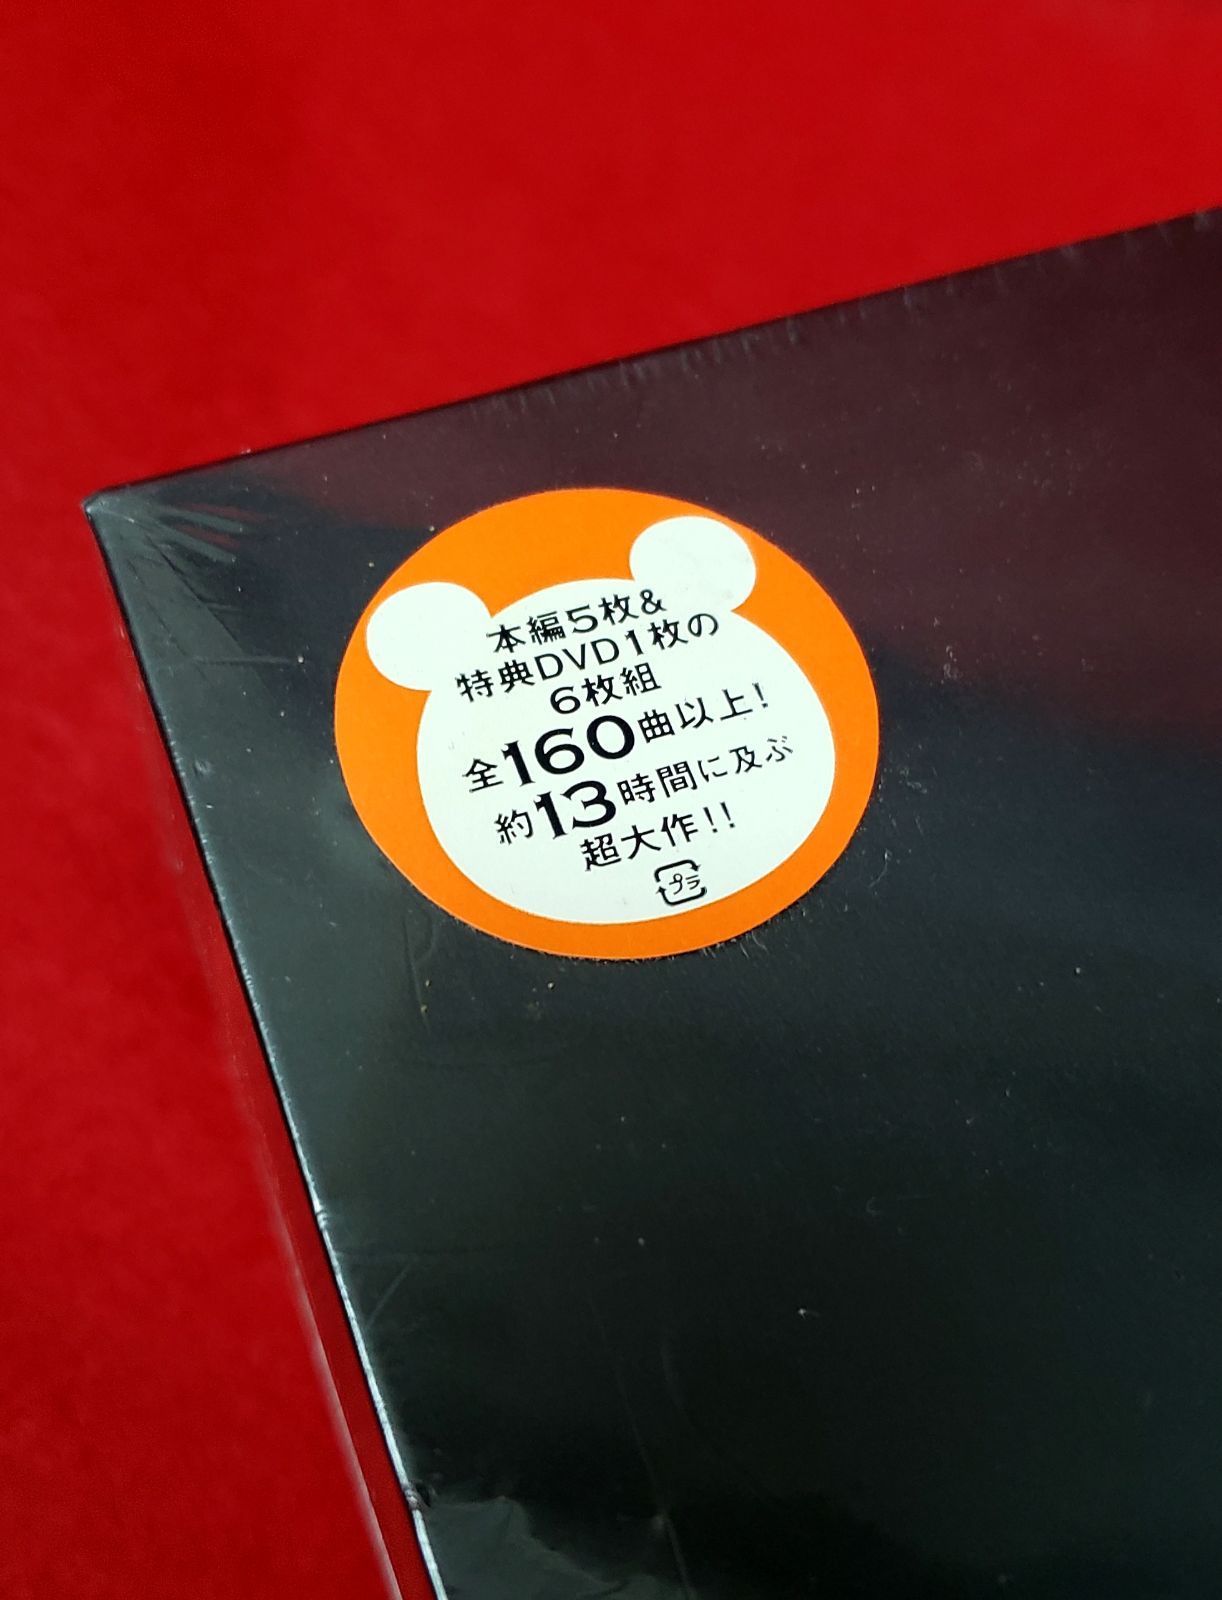 本編5枚&
特典DVD1枚の
6枚組
全160曲以上!
約13時間に及ぶ
超大作!!
プラ